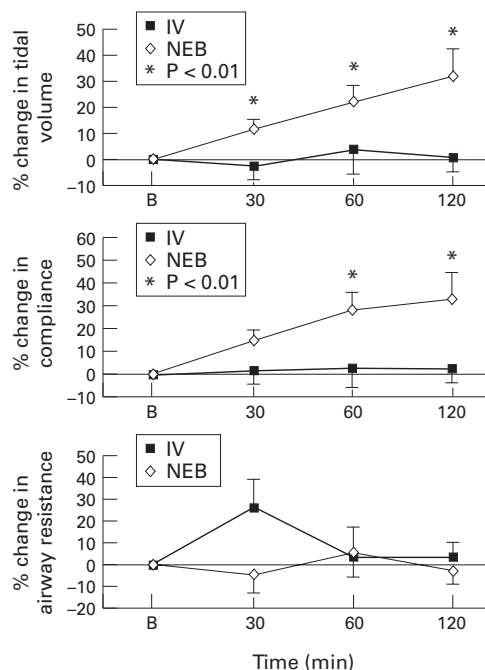 % change in tidal
volume
50
40
30
20
10
0
−10
IV
NEB
* P < 0.01
*
*
*
B 30 60 120
% change in
compliance
60
50
40
30
20
10
0
−10
IV
NEB
* P < 0.01
*
*
B 30 60 120
% change in
airway resistance
50
40
30
20
10
0
−10
−20
IV
NEB
B 30 60 120
Time (min)